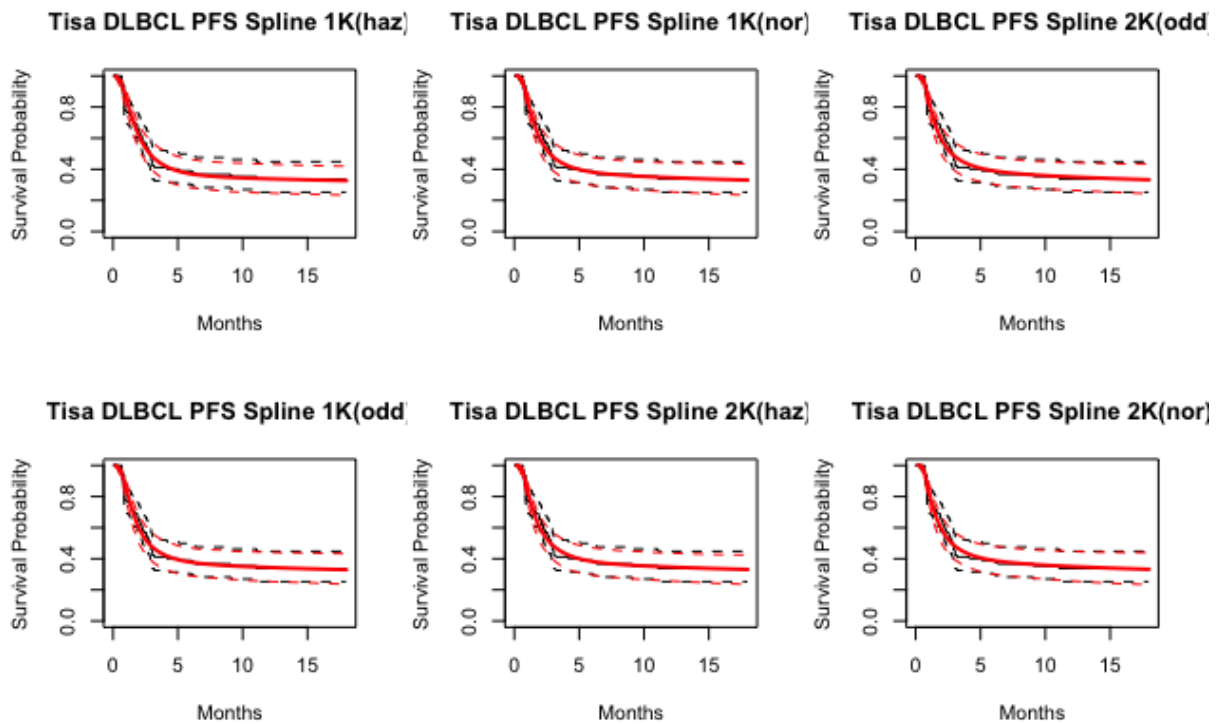 Tisa DLBCL PFS Spline 1K(haz)
Survival Probability
0.0 0.4 0.8
0 5 10 15
Months
Tisa DLBCL PFS Spline 1K(nor)
Survival Probability
0.0 0.4 0.8
0 5 10 15
Months
Tisa DLBCL PFS Spline 2K(odd)
Survival Probability
0.0 0.4 0.8
0 5 10 15
Months
Tisa DLBCL PFS Spline 1K(odd)
Survival Probability
0.0 0.4 0.8
0 5 10 15
Months
Tisa DLBCL PFS Spline 2K(haz)
Survival Probability
0.0 0.4 0.8
0 5 10 15
Months
Tisa DLBCL PFS Spline 2K(nor)
Survival Probability
0.0 0.4 0.8
0 5 10 15
Months